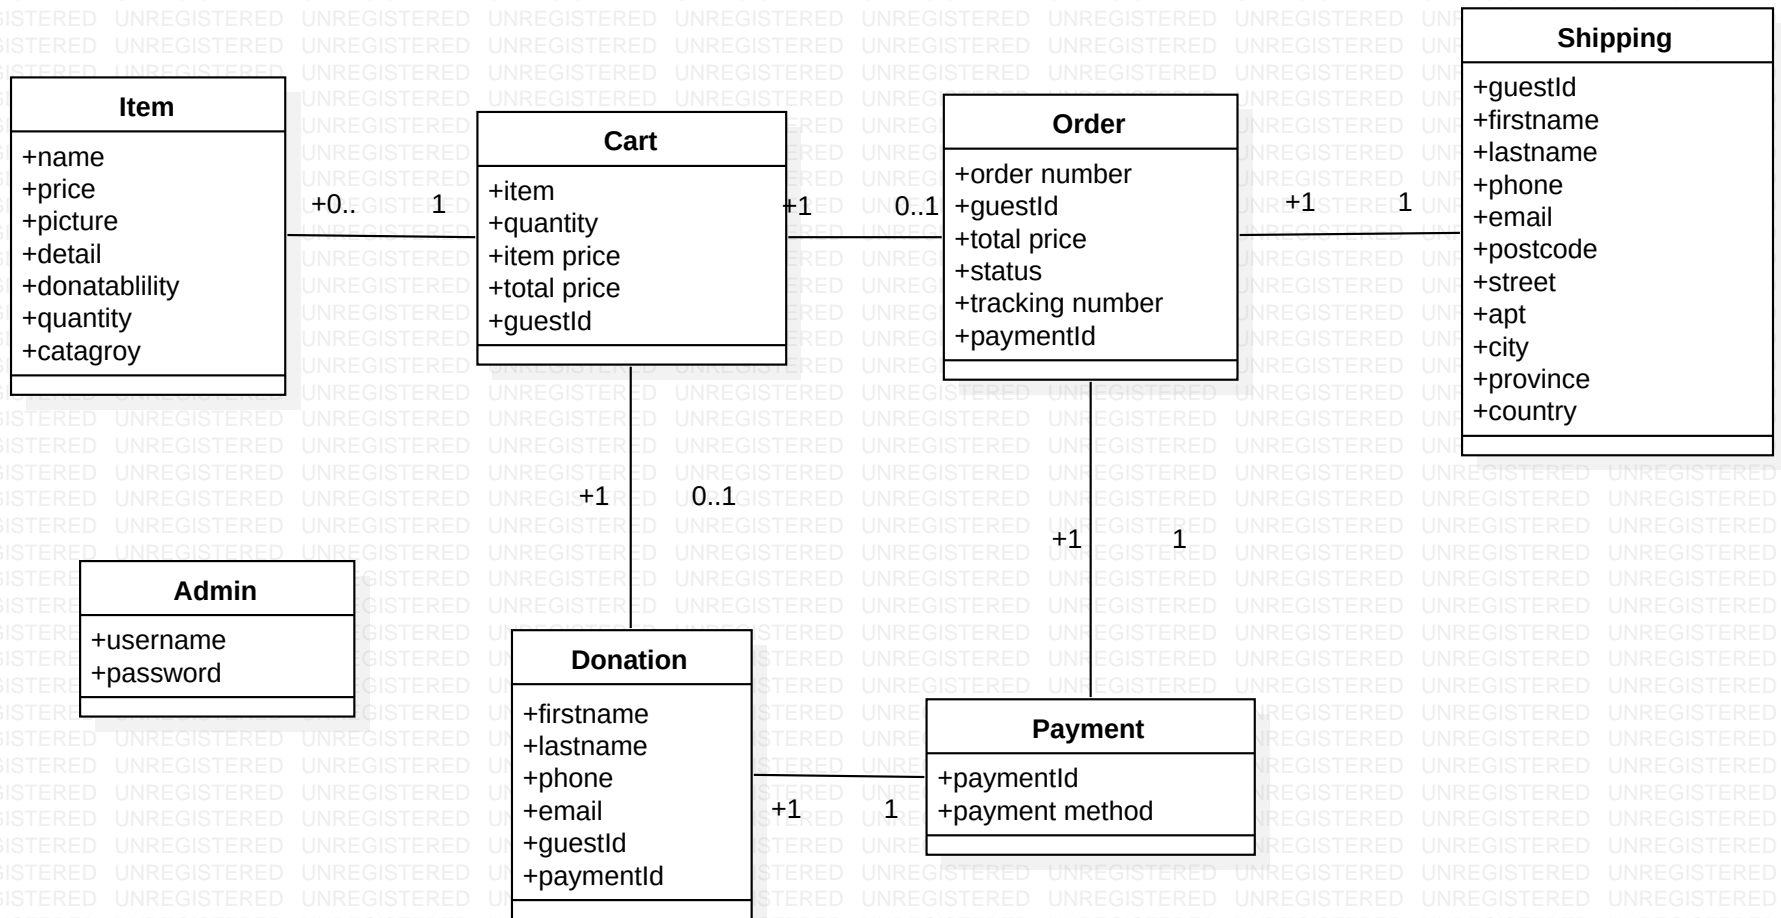 Item
+name
+price
+picture
+detail
+donatablility
+quantity
+catagroy
+0..
1
Cart
+item
+quantity
+item price
+total price
+guestId
+1
0..1
Order
+order number
+guestId
+total price
+status
+tracking number
+paymentId
+1
1
Shipping
+guestId
+firstname
+lastname
+phone
+email
+postcode
+street
+apt
+city
+province
+country
+1
0..1
+1
1
Admin
+username
+password
Donation
+firstname
+lastname
+phone
+email
+guestId
+paymentId
+1
1
Payment
+paymentId
+payment method
UNREGISTERED